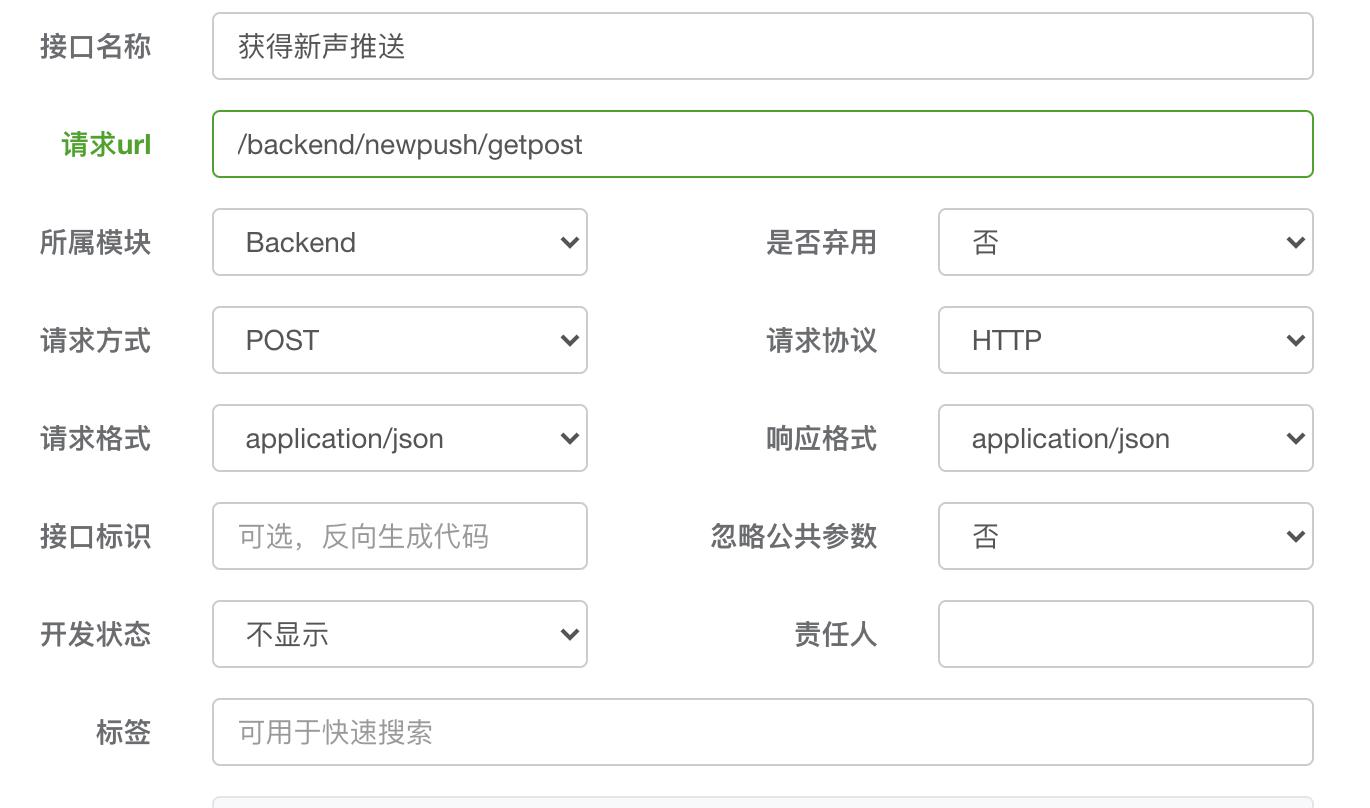 接口名称 获得新声推送
请求url /backend/newpush/getpost
所属模块 Backend 是否弃用 否
请求方式 POST 请求协议 HTTP
请求格式 application/json 响应格式 application/json
接口标识 可选，反向生成代码 忽略公共参数 否
开发状态 不显示 责任人
标签 可用于快速搜索